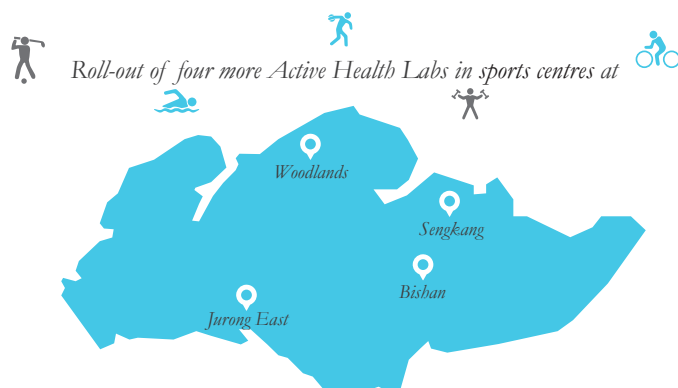 Roll-out of four more Active Health Labs in sports centres at
Woodlands
Sengkang
Bishan
Jurong East